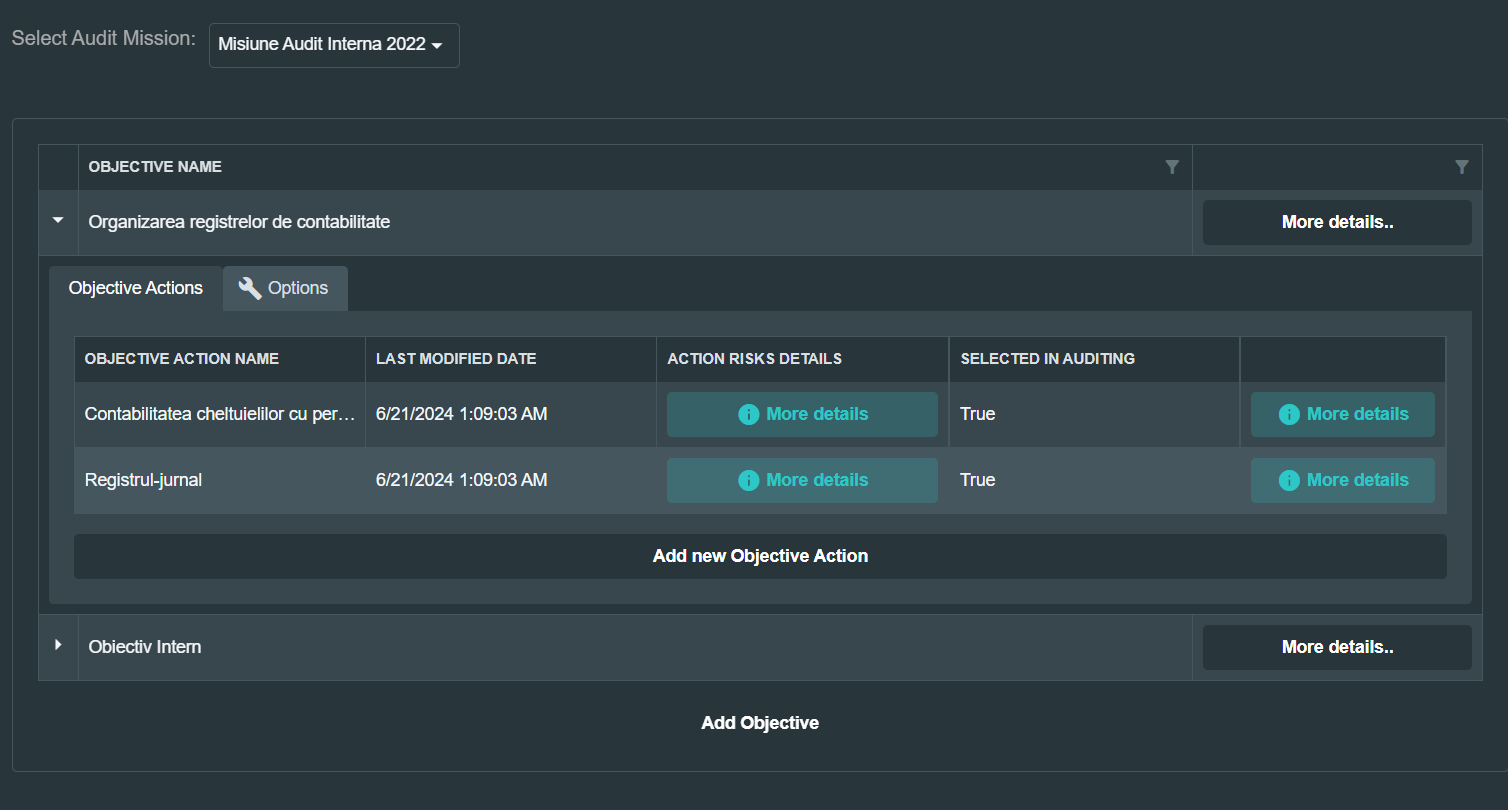 Select Audit Mission: Misiune Audit Interna 2022
OBJECTIVE NAME
Organizarea registrelor de contabilitate More details..
Objective Actions Options
OBJECTIVE ACTION NAME LAST MODIFIED DATE ACTION RISKS DETAILS SELECTED IN AUDITING
Contabilitatea cheltuielilor cu per... 6/21/2024 1:09:03 AM More details True More details
Registrul-jurnal 6/21/2024 1:09:03 AM More details True More details
Add new Objective Action
Obiectiv Intern More details..
Add Objective